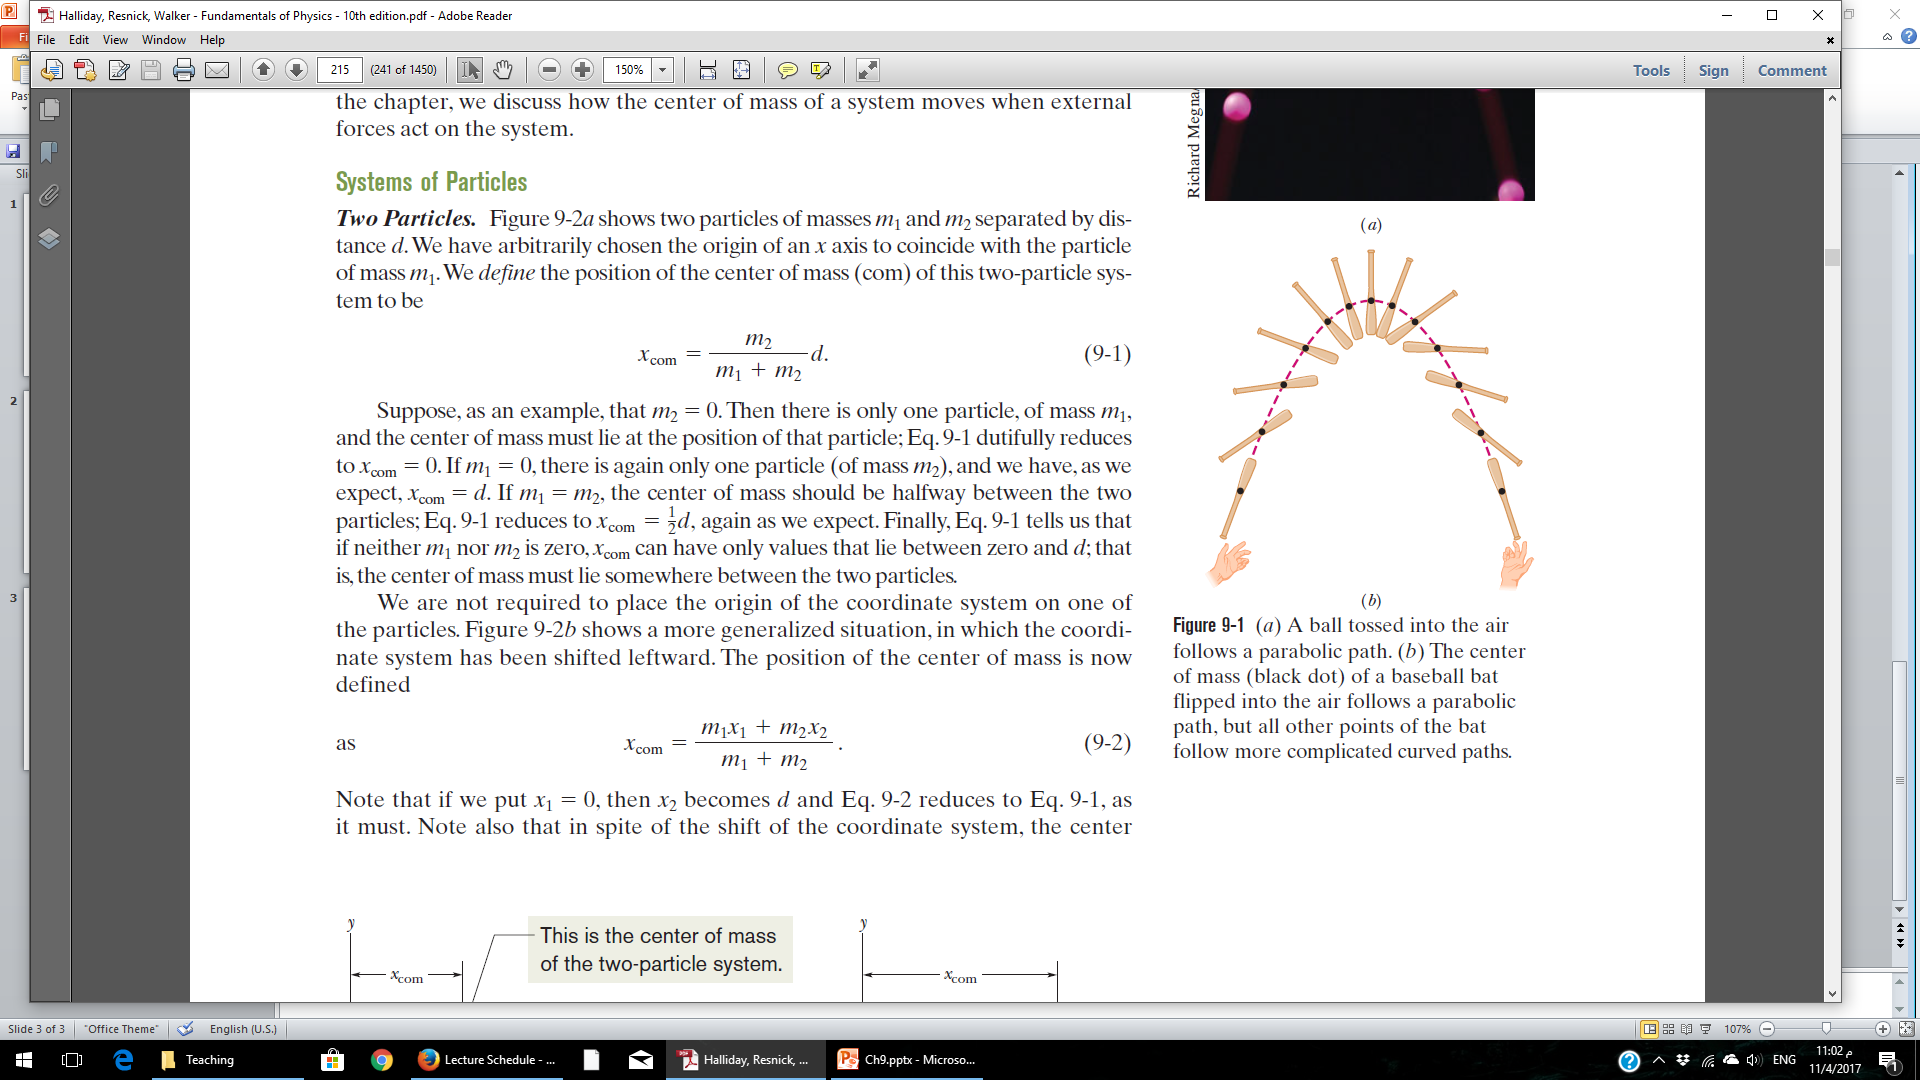 Halliday, Resnick, Walker - Fundamentals of Physics - 10th edition.pdf - Adobe Reader
File Edit View Window Help
215 (241 of 1450) 150% Tools Sign Comment
the chapter, we discuss how the center of mass of a system moves when external
forces act on the system.
Systems of Particles
Two Particles. Figure 9-2a shows two particles of masses m₁ and m₂ separated by dis-
tance d. We have arbitrarily chosen the origin of an x axis to coincide with the particle
of mass m₁. We define the position of the center of mass (com) of this two-particle sys-
tem to be
x_com = m₂ / (m₁ + m₂) d. (9-1)
Suppose, as an example, that m₂ = 0. Then there is only one particle, of mass m₁,
and the center of mass must lie at the position of that particle; Eq. 9-1 dutifully reduces
to x_com = 0. If m₁ = 0, there is again only one particle (of mass m₂), and we have, as we
expect, x_com = d. If m₁ = m₂, the center of mass should be halfway between the two
particles; Eq. 9-1 reduces to x_com = ½d, again as we expect. Finally, Eq. 9-1 tells us that
if neither m₁ nor m₂ is zero, x_com can have only values that lie between zero and d; that
is, the center of mass must lie somewhere between the two particles.
We are not required to place the origin of the coordinate system on one of
the particles. Figure 9-2b shows a more generalized situation, in which the coordi-
nate system has been shifted leftward. The position of the center of mass is now
defined
as x_com = (m₁x₁ + m₂x₂) / (m₁ + m₂). (9-2)
Note that if we put x₁ = 0, then x₂ becomes d and Eq. 9-2 reduces to Eq. 9-1, as
it must. Note also that in spite of the shift of the coordinate system, the center
y
This is the center of mass
of the two-particle system.
x_com
y
x_com
Richard Megna
(a)
(b)
Figure 9-1 (a) A ball tossed into the air
follows a parabolic path. (b) The center
of mass (black dot) of a baseball bat
flipped into the air follows a parabolic
path, but all other points of the bat
follow more complicated curved paths.
1
2
3
Slide 3 of 3 "Office Theme" English (U.S.) 107%
Teaching Lecture Schedule - ... Halliday, Resnick, ... Ch9.pptx - Microso... ENG
11:02 م
11/4/2017
1